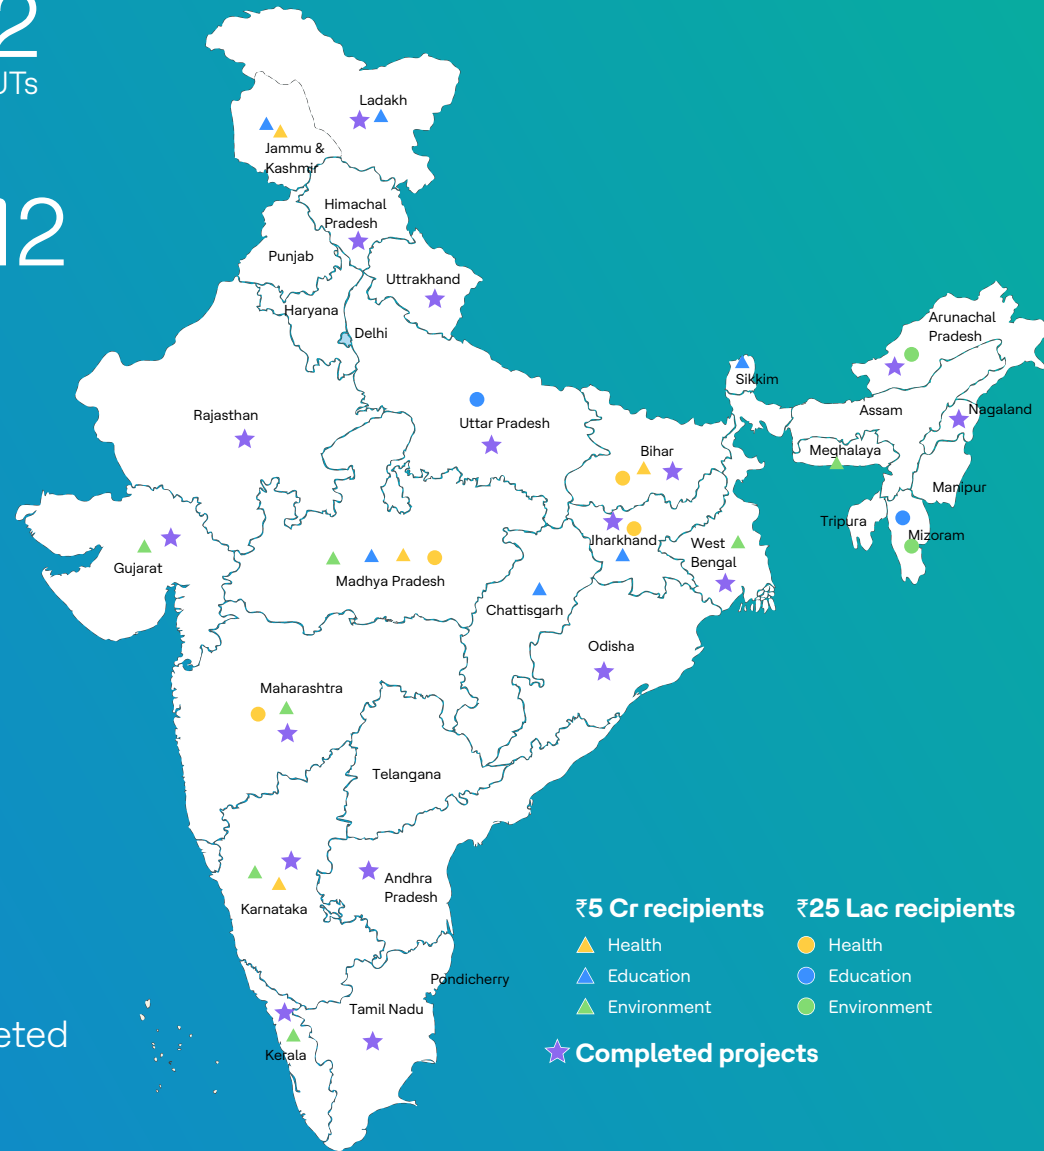 2
UTs
12
eted
Ladakh
Jammu &
Kashmir
Himachal
Pradesh
Punjab
Uttrakhand
Haryana
Delhi
Arunachal
Pradesh
Sikkim
Rajasthan
Uttar Pradesh
Assam
Nagaland
Bihar
Meghalaya
Manipur
Tripura
Mizoram
Jharkhand
West
Bengal
Gujarat
Madhya Pradesh
Chattisgarh
Odisha
Maharashtra
Telangana
Andhra
Pradesh
Karnataka
Pondicherry
Tamil Nadu
Kerala
₹5 Cr recipients
Health
Education
Environment
₹25 Lac recipients
Health
Education
Environment
Completed projects